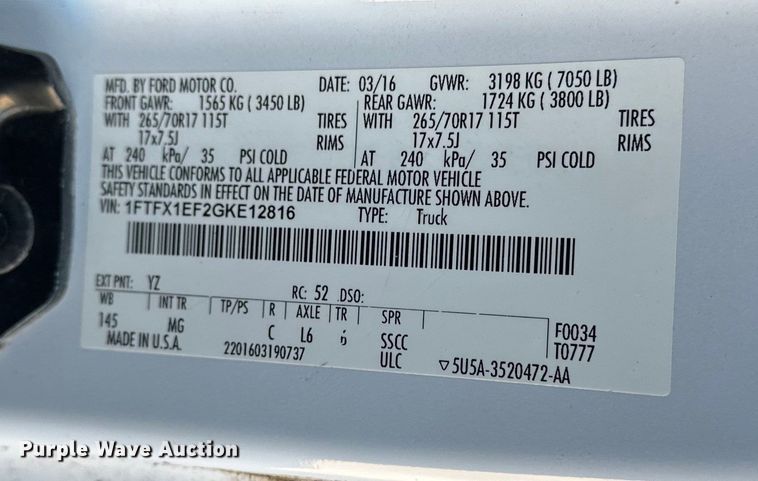 MFD. BY FORD MOTOR CO. DATE: 03/16 GVWR: 3198 KG ( 7050 LB)
FRONT GAWR: 1565 KG ( 3450 LB) REAR GAWR: 1724 KG ( 3800 LB)
WITH 265/70R17 115T TIRES WITH 265/70R17 115T TIRES
17x7.5J RIMS 17x7.5J RIMS
AT 240 kPa/ 35 PSI COLD AT 240 kPa/ 35 PSI COLD
THIS VEHICLE CONFORMS TO ALL APPLICABLE FEDERAL MOTOR VEHICLE
SAFETY STANDARDS IN EFFECT ON THE DATE OF MANUFACTURE SHOWN ABOVE.
VIN: 1FTFX1EF2GKE12816 TYPE: Truck
EXT PNT: YZ RC: 52 DSO:
WB INT TR TP/PS R AXLE TR SPR
145 MG C L6 6 SSCC F0034
MADE IN U.S.A. 2201603190737 ULC T0777
5U5A-3520472-AA
Purple Wave Auction